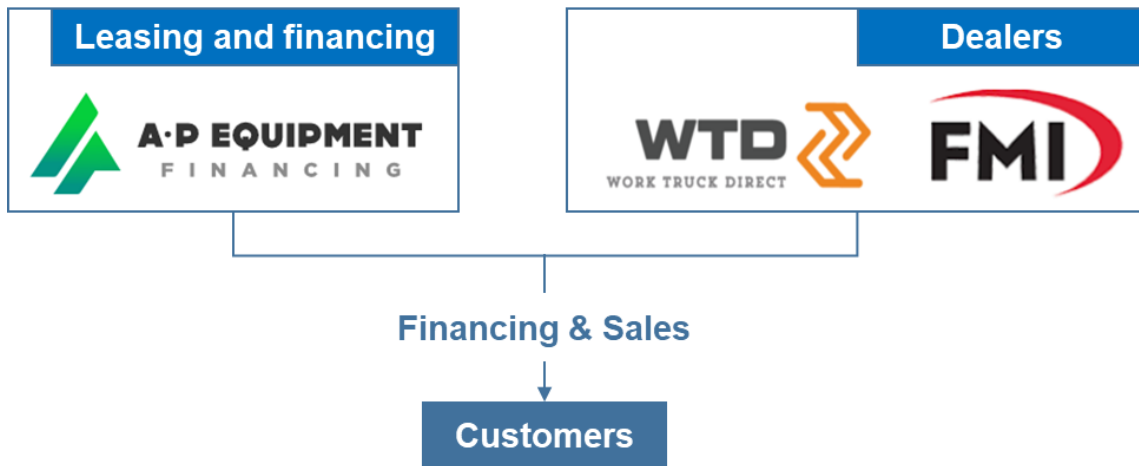 Leasing and financing
Dealers
A·P EQUIPMENT
FINANCING
WTD
WORK TRUCK DIRECT
FMI
Financing & Sales
Customers